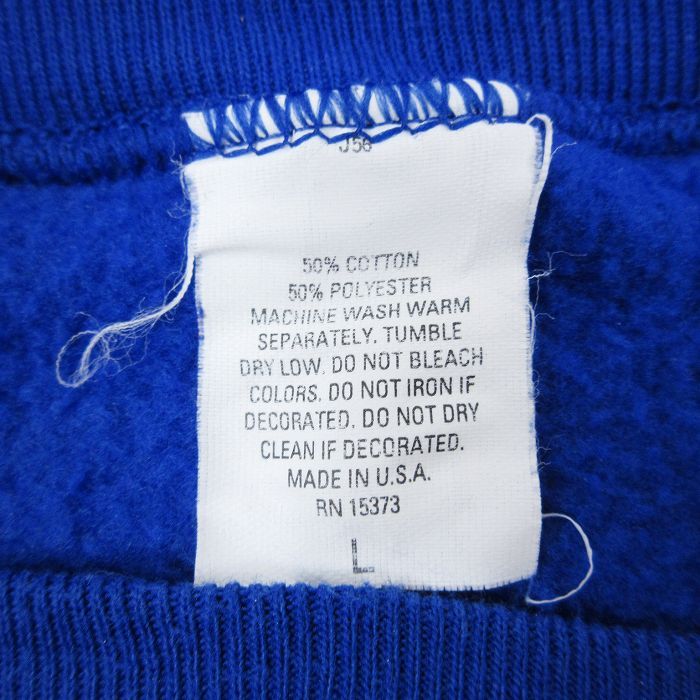 J56
50% COTTON
50% POLYESTER
MACHINE WASH WARM
SEPARATELY. TUMBLE
DRY LOW. DO NOT BLEACH
COLORS. DO NOT IRON IF
DECORATED. DO NOT DRY
CLEAN IF DECORATED.
MADE IN U.S.A.
RN 15373
L